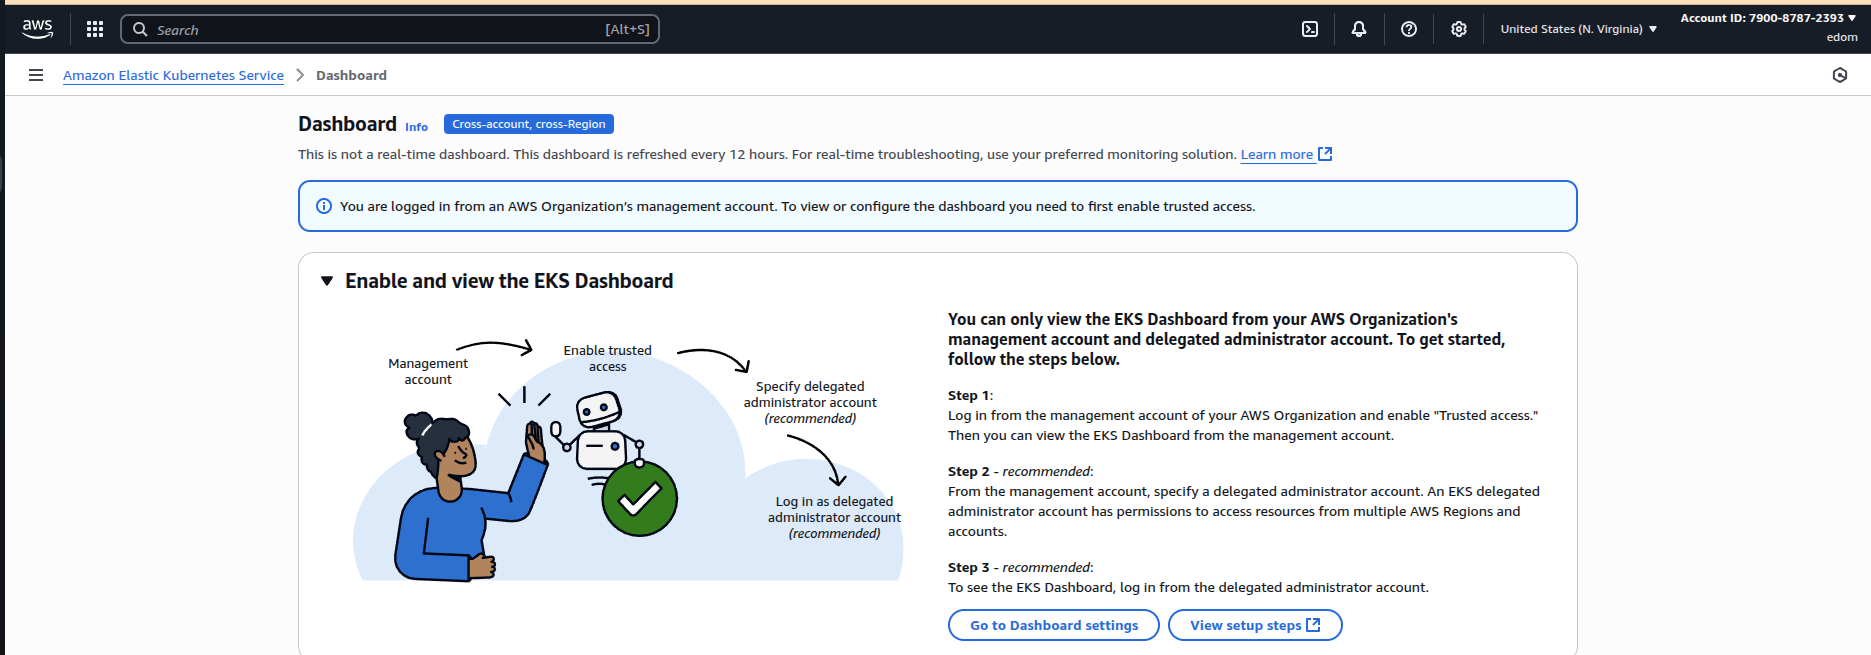 aws
Search [Alt+S]
United States (N. Virginia)
Account ID: 7900-8787-2393
edom
Amazon Elastic Kubernetes Service
Dashboard
Dashboard Info Cross-account, cross-Region
This is not a real-time dashboard. This dashboard is refreshed every 12 hours. For real-time troubleshooting, use your preferred monitoring solution. Learn more
You are logged in from an AWS Organization's management account. To view or configure the dashboard you need to first enable trusted access.
Enable and view the EKS Dashboard
Management
account
Enable trusted
access
Specify delegated
administrator account
(recommended)
Log in as delegated
administrator account
(recommended)
You can only view the EKS Dashboard from your AWS Organization's
management account and delegated administrator account. To get started,
follow the steps below.
Step 1:
Log in from the management account of your AWS Organization and enable "Trusted access."
Then you can view the EKS Dashboard from the management account.
Step 2 - recommended:
From the management account, specify a delegated administrator account. An EKS delegated
administrator account has permissions to access resources from multiple AWS Regions and
accounts.
Step 3 - recommended:
To see the EKS Dashboard, log in from the delegated administrator account.
Go to Dashboard settings
View setup steps